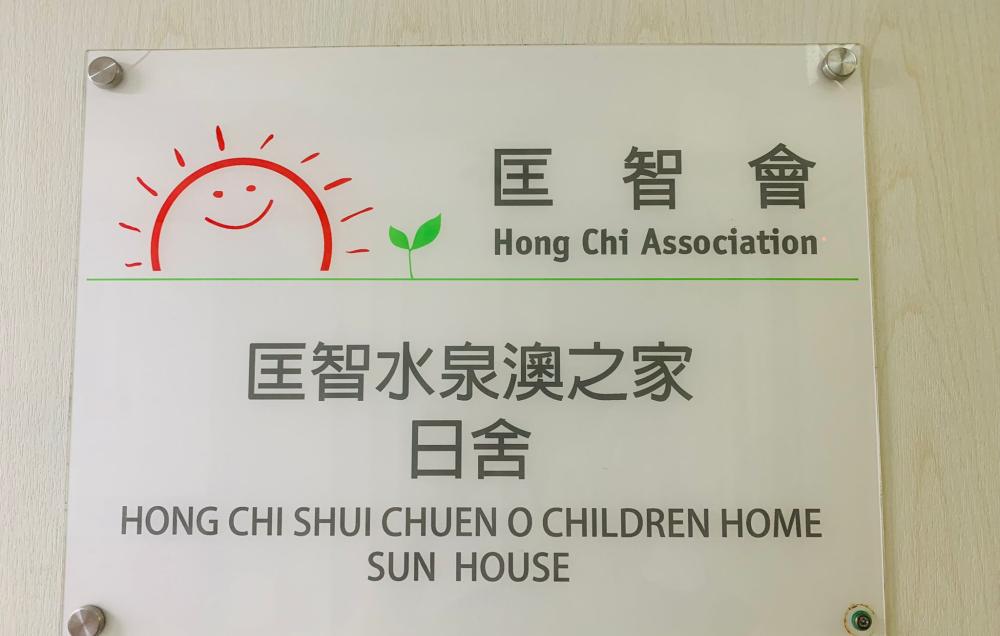 匡智會
Hong Chi Association
匡智水泉澳之家
日舍
HONG CHI SHUI CHUEN O CHILDREN HOME
SUN HOUSE